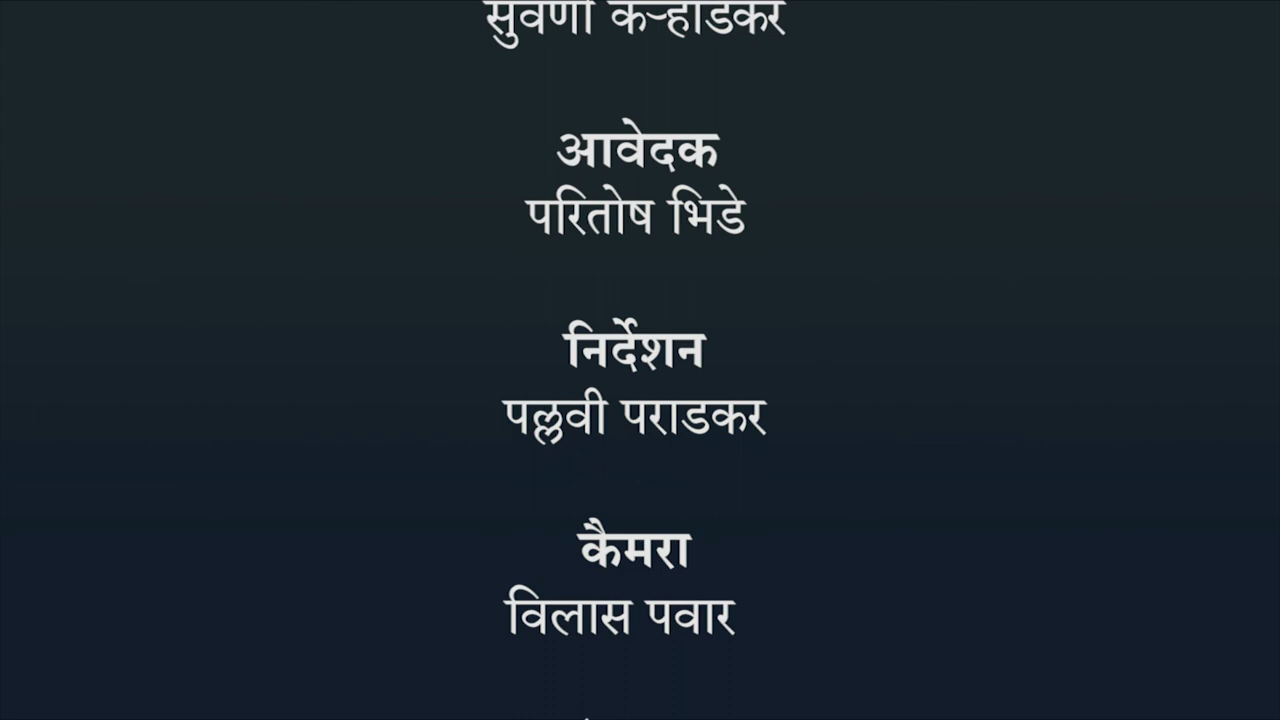 सुवर्णा कऱ्हाडकर
आवेदक
परितोष भिडे
निर्देशन
पल्लवी पराडकर
कैमरा
विलास पवार